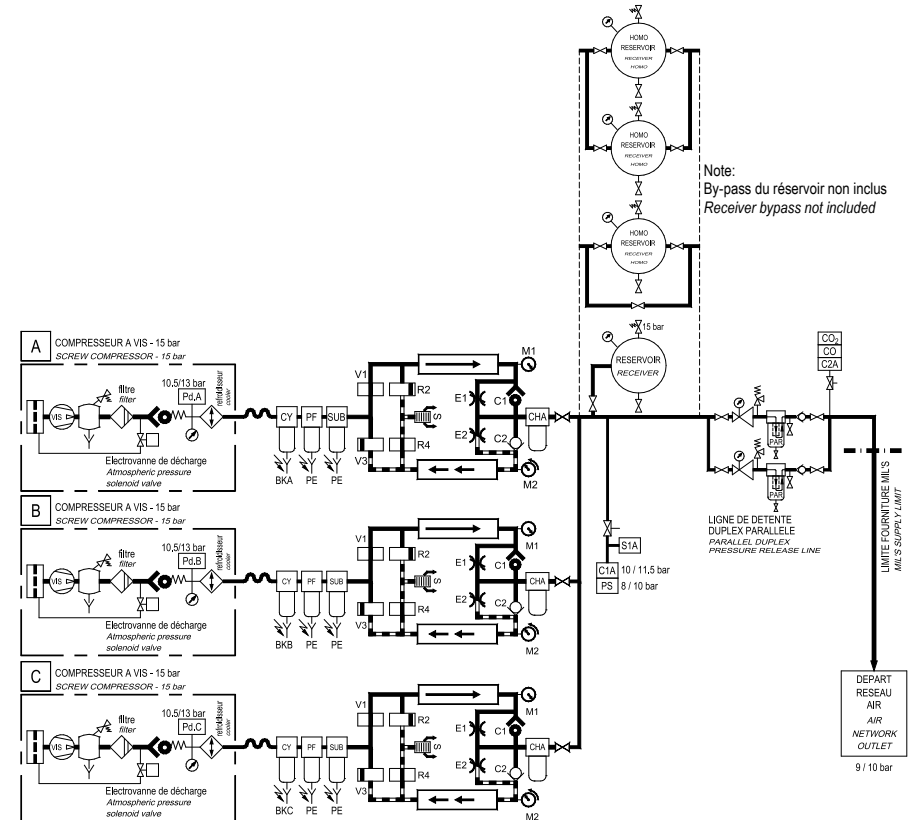 HOMO
RESERVOIR
RECEIVER
HOMO
HOMO
RESERVOIR
RECEIVER
HOMO
Note:
By-pass du réservoir non inclus
Receiver bypass not included
HOMO
RESERVOIR
RECEIVER
HOMO
15 bar
RESERVOIR
RECEIVER
A
COMPRESSEUR A VIS - 15 bar
SCREW COMPRESSOR - 15 bar
filtre
filter
10.5/13 bar
Pd.A
refroidisseur
cooler
VIS
Electrovanne de décharge
Atmospheric pressure
solenoid valve
CY
PF
SUB
BKA
PE
PE
V1
R2
S
V3
R4
E1
C1
E2
C2
M1
M2
CHA
B
COMPRESSEUR A VIS - 15 bar
SCREW COMPRESSOR - 15 bar
filtre
filter
10,5/13 bar
Pd.B
refroidisseur
cooler
VIS
Electrovanne de décharge
Atmospheric pressure
solenoid valve
CY
PF
SUB
BKB
PE
PE
V1
R2
S
V3
R4
E1
C1
E2
C2
M1
M2
CHA
C
COMPRESSEUR A VIS - 15 bar
SCREW COMPRESSOR - 15 bar
filtre
filter
10.5/13 bar
Pd.C
refroidisseur
cooler
VIS
Electrovanne de décharge
Atmospheric pressure
solenoid valve
CY
PF
SUB
BKC
PE
PE
V1
R2
S
V3
R4
E1
C1
E2
C2
M1
M2
CHA
S1A
C1A 10 / 11,5 bar
PS 8 / 10 bar
CO2
CO
C2A
PAR
PAR
LIGNE DE DETENTE
DUPLEX PARALLELE
PARALLEL DUPLEX
PRESSURE RELEASE LINE
LIMITE FOURNITURE MIL'S
MIL'S SUPPLY LIMIT
DEPART
RESEAU
AIR
AIR
NETWORK
OUTLET
9 / 10 bar